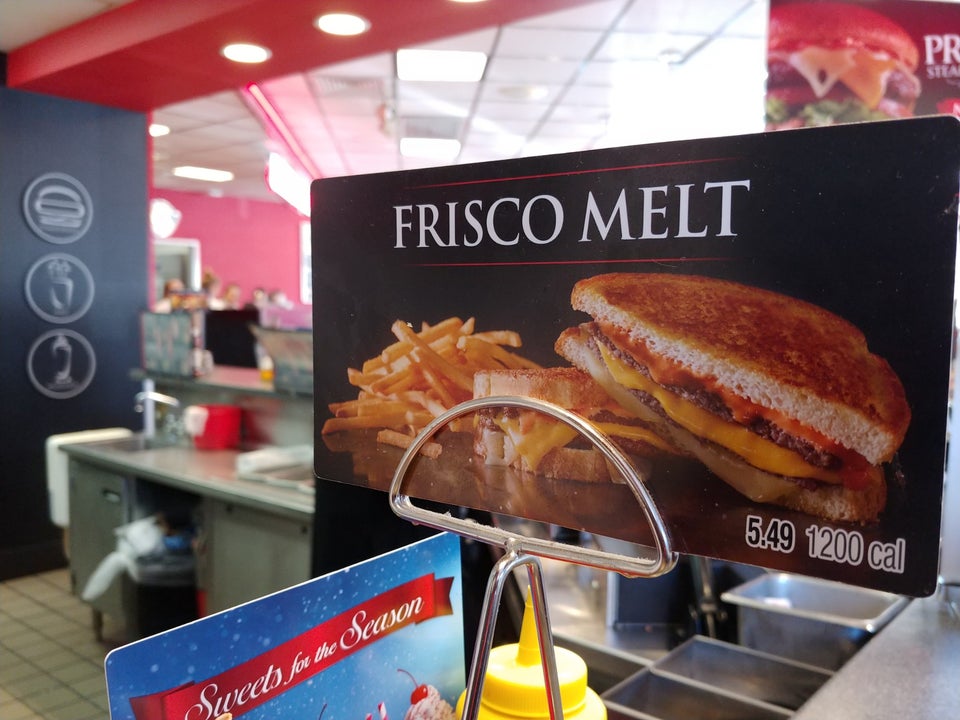 FRISCO MELT
5.49 1200 cal
Sweets for the Season